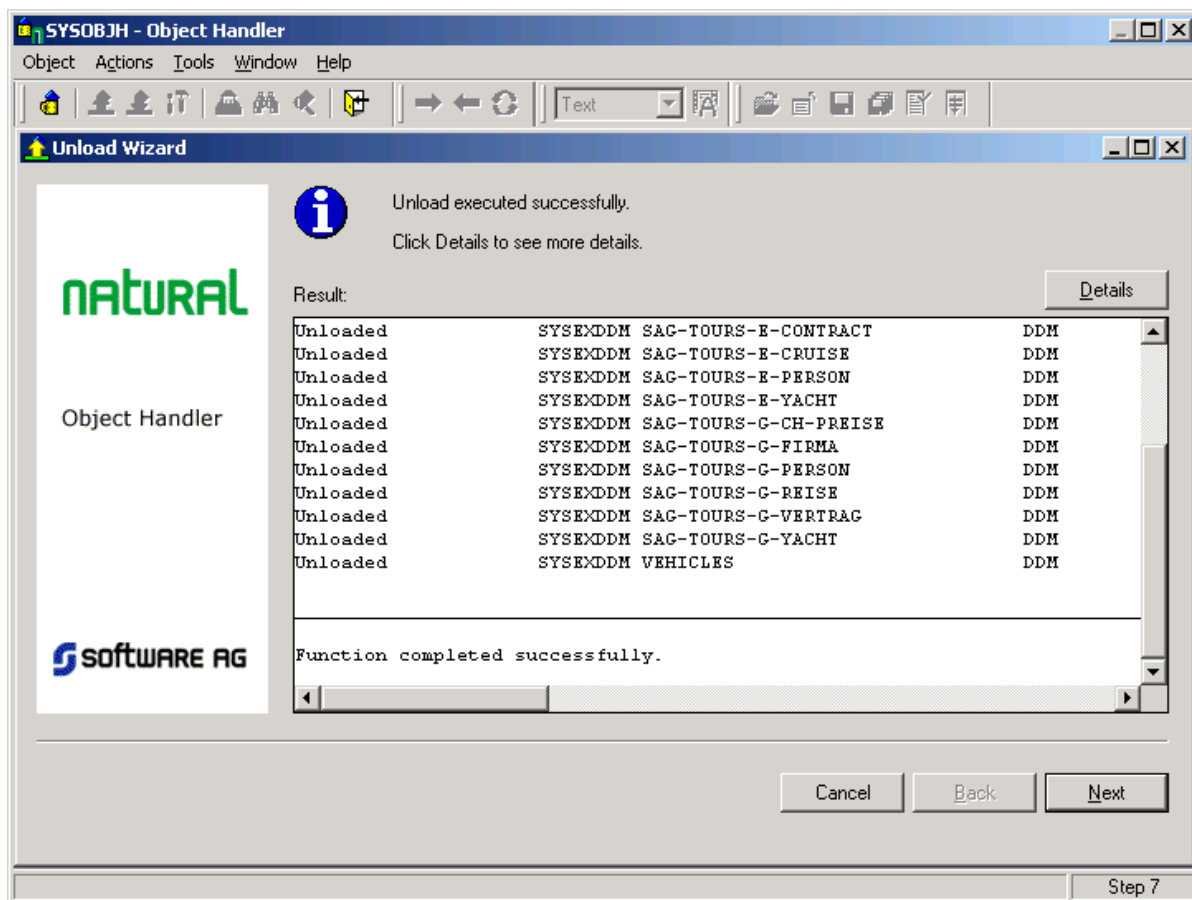 SYSOBJH - Object Handler
Object Actions Tools Window Help
Text
Unload Wizard
Unload executed successfully.
Click Details to see more details.
natural
Object Handler
software AG
Result:
Details
Unloaded SYSEXDDM SAG-TOURS-E-CONTRACT DDM
Unloaded SYSEXDDM SAG-TOURS-E-CRUISE DDM
Unloaded SYSEXDDM SAG-TOURS-E-PERSON DDM
Unloaded SYSEXDDM SAG-TOURS-E-YACHT DDM
Unloaded SYSEXDDM SAG-TOURS-G-CH-PREISE DDM
Unloaded SYSEXDDM SAG-TOURS-G-FIRMA DDM
Unloaded SYSEXDDM SAG-TOURS-G-PERSON DDM
Unloaded SYSEXDDM SAG-TOURS-G-REISE DDM
Unloaded SYSEXDDM SAG-TOURS-G-VERTRAG DDM
Unloaded SYSEXDDM SAG-TOURS-G-YACHT DDM
Unloaded SYSEXDDM VEHICLES DDM
Function completed successfully.
Cancel Back Next
Step 7